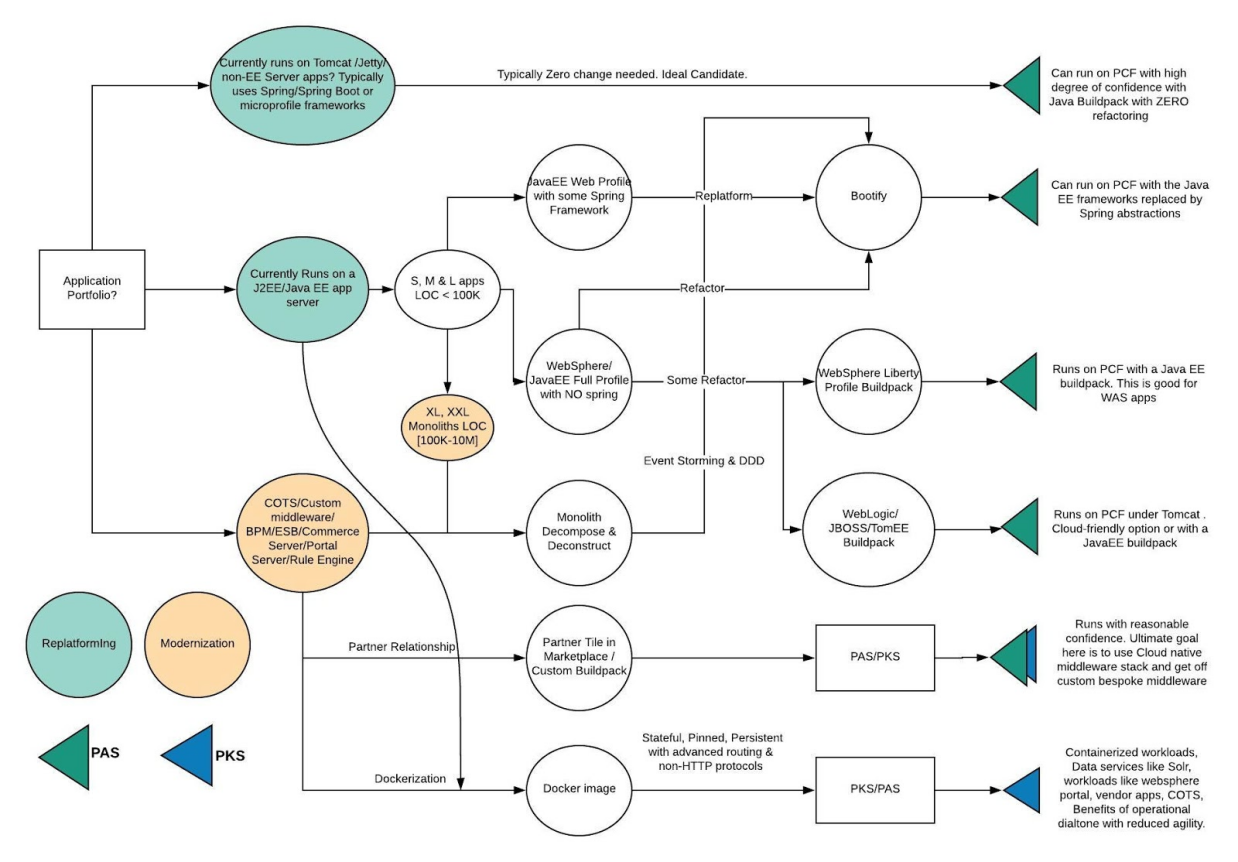 Currently runs on Tomcat /Jetty/
non-EE Server apps? Typically
uses Spring/Spring Boot or
microprofile frameworks
Typically Zero change needed. Ideal Candidate.
Can run on PCF with high
degree of confidence with
Java Buildpack with ZERO
refactoring
JavaEE Web Profile
with some Spring
Framework
Replatform
Bootify
Can run on PCF with the Java
EE frameworks replaced by
Spring abstractions
Application
Portfolio?
Currently Runs on a
J2EE/Java EE app
server
S, M & L apps
LOC < 100K
Refactor
WebSphere/
JavaEE Full Profile
with NO spring
Some Refactor
WebSphere Liberty
Profile Buildpack
Runs on PCF with a Java EE
buildpack. This is good for
WAS apps
XL, XXL
Monoliths LOC
[100K-10M]
Event Storming & DDD
COTS/Custom
middleware/
BPM/ESB/Commerce
Server/Portal
Server/Rule Engine
Monolith
Decompose &
Deconstruct
WebLogic/
JBOSS/TomEE
Buildpack
Runs on PCF under Tomcat .
Cloud-friendly option or with a
JavaEE buildpack
ReplatformIng
Modernization
Partner Relationship
Partner Tile in
Marketplace /
Custom Buildpack
PAS/PKS
Runs with reasonable
confidence. Ultimate goal
here is to use Cloud native
middleware stack and get off
custom bespoke middleware
PAS
PKS
Dockerization
Docker image
Stateful, Pinned, Persistent
with advanced routing &
non-HTTP protocols
PKS/PAS
Containerized workloads,
Data services like Solr,
workloads like websphere
portal, vendor apps, COTS,
Benefits of operational
dialtone with reduced agility.